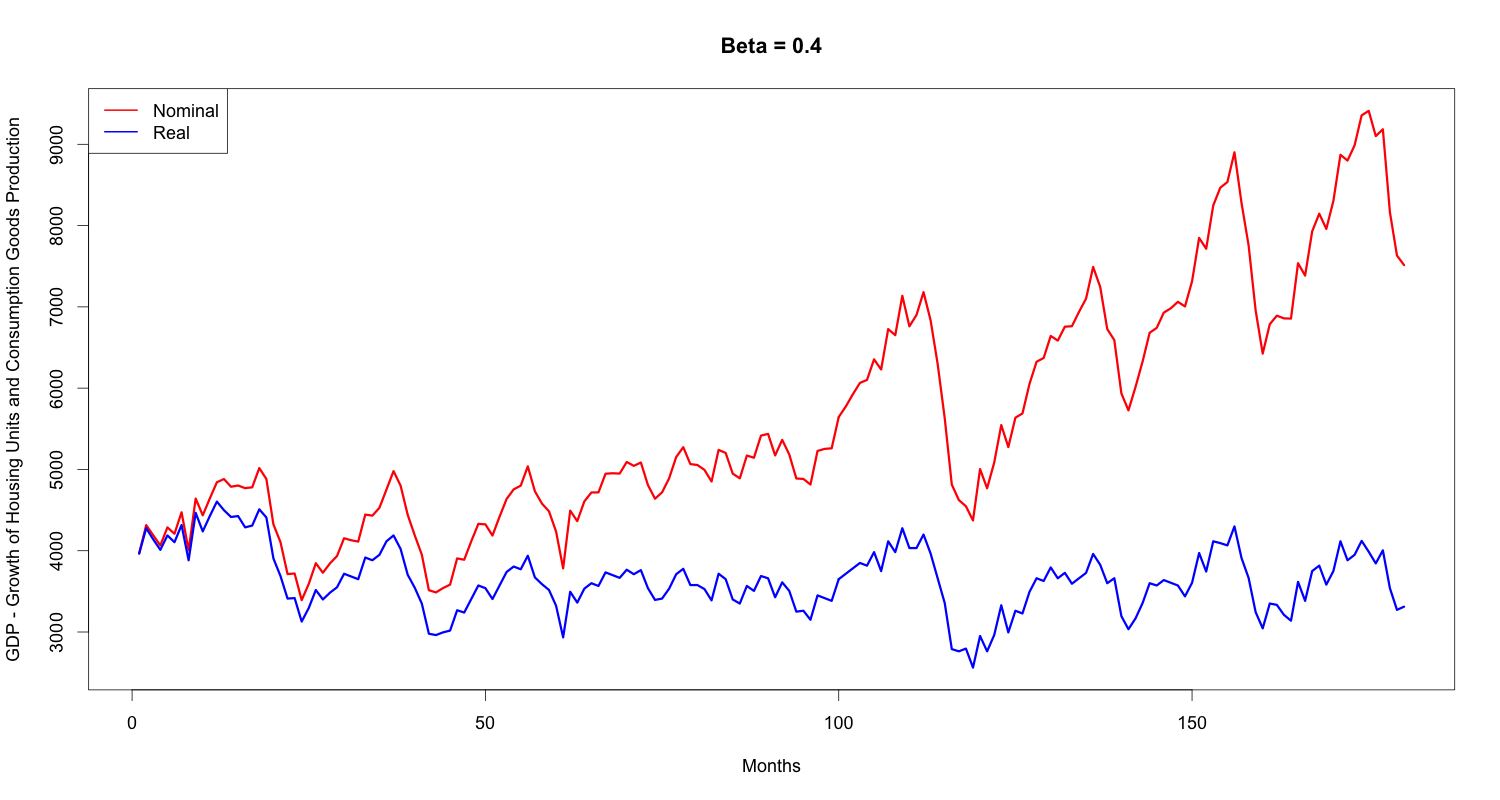 Beta = 0.4
Nominal
Real
GDP - Growth of Housing Units and Consumption Goods Production
9000
8000
7000
6000
5000
4000
3000
0 50 100 150
Months